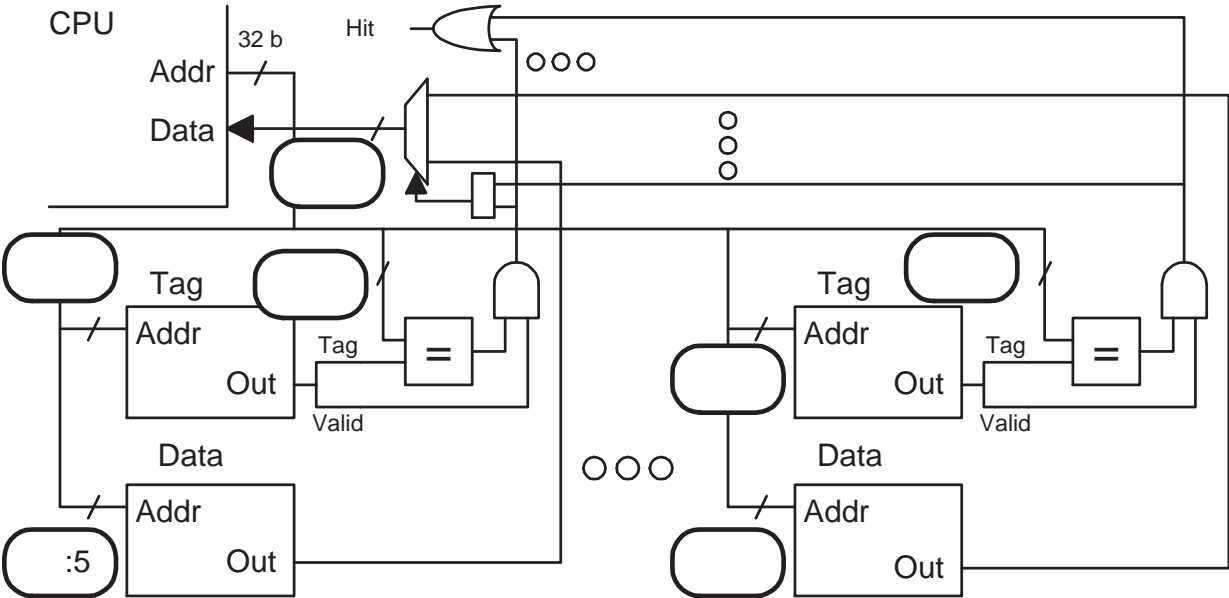 CPU
32 b
Hit
Addr
Data
Tag
Addr
Out
Tag
=
Valid
Data
Addr
:5
Out
Tag
Addr
Out
Tag
=
Valid
Data
Addr
Out